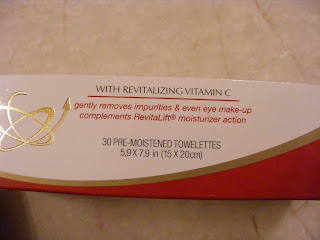 WITH REVITALIZING VITAMIN C
gently removes impurities & even eye make-up
complements RevitaLift® moisturizer action
30 PRE-MOISTENED TOWELETTES
5.9 X 7.9 in (15 X 20cm)